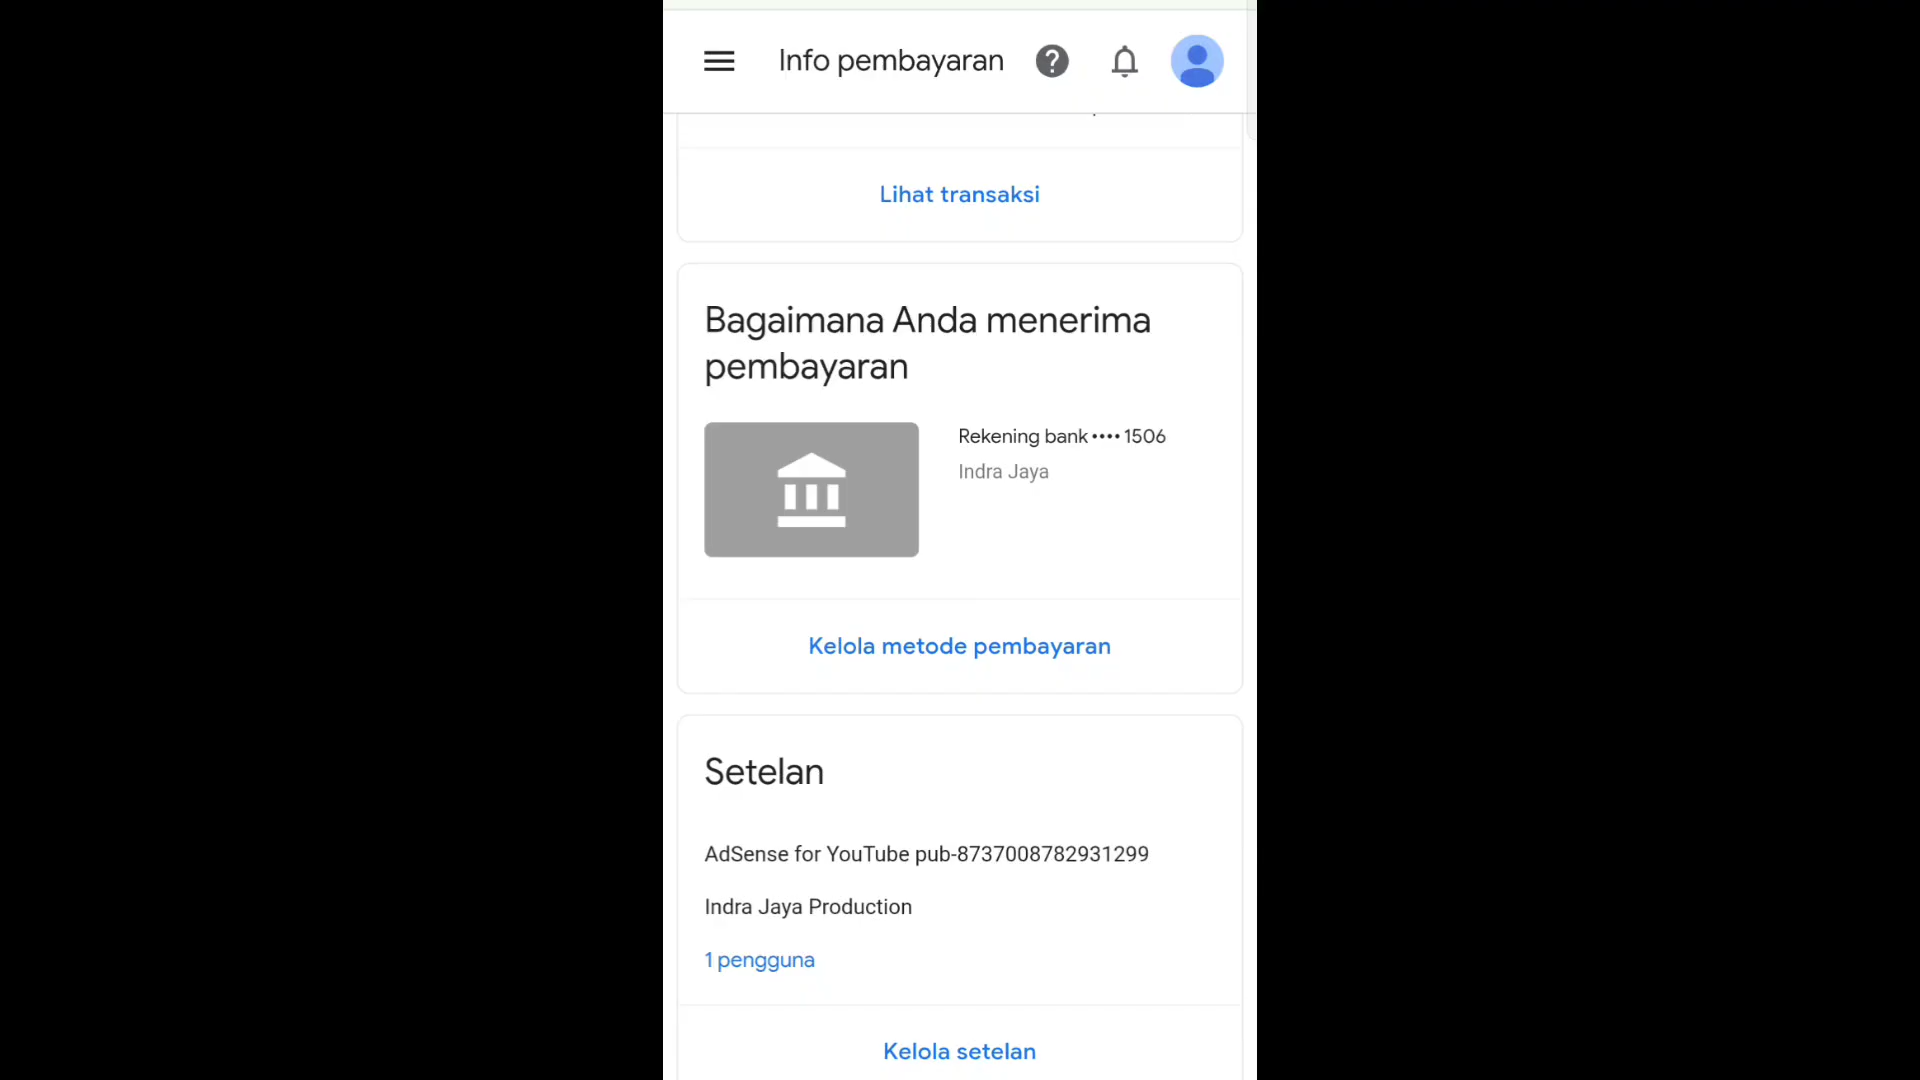 Info pembayaran
Lihat transaksi
Bagaimana Anda menerima
pembayaran
Rekening bank •••• 1506
Indra Jaya
Kelola metode pembayaran
Setelan
AdSense for YouTube pub-8737008782931299
Indra Jaya Production
1 pengguna
Kelola setelan